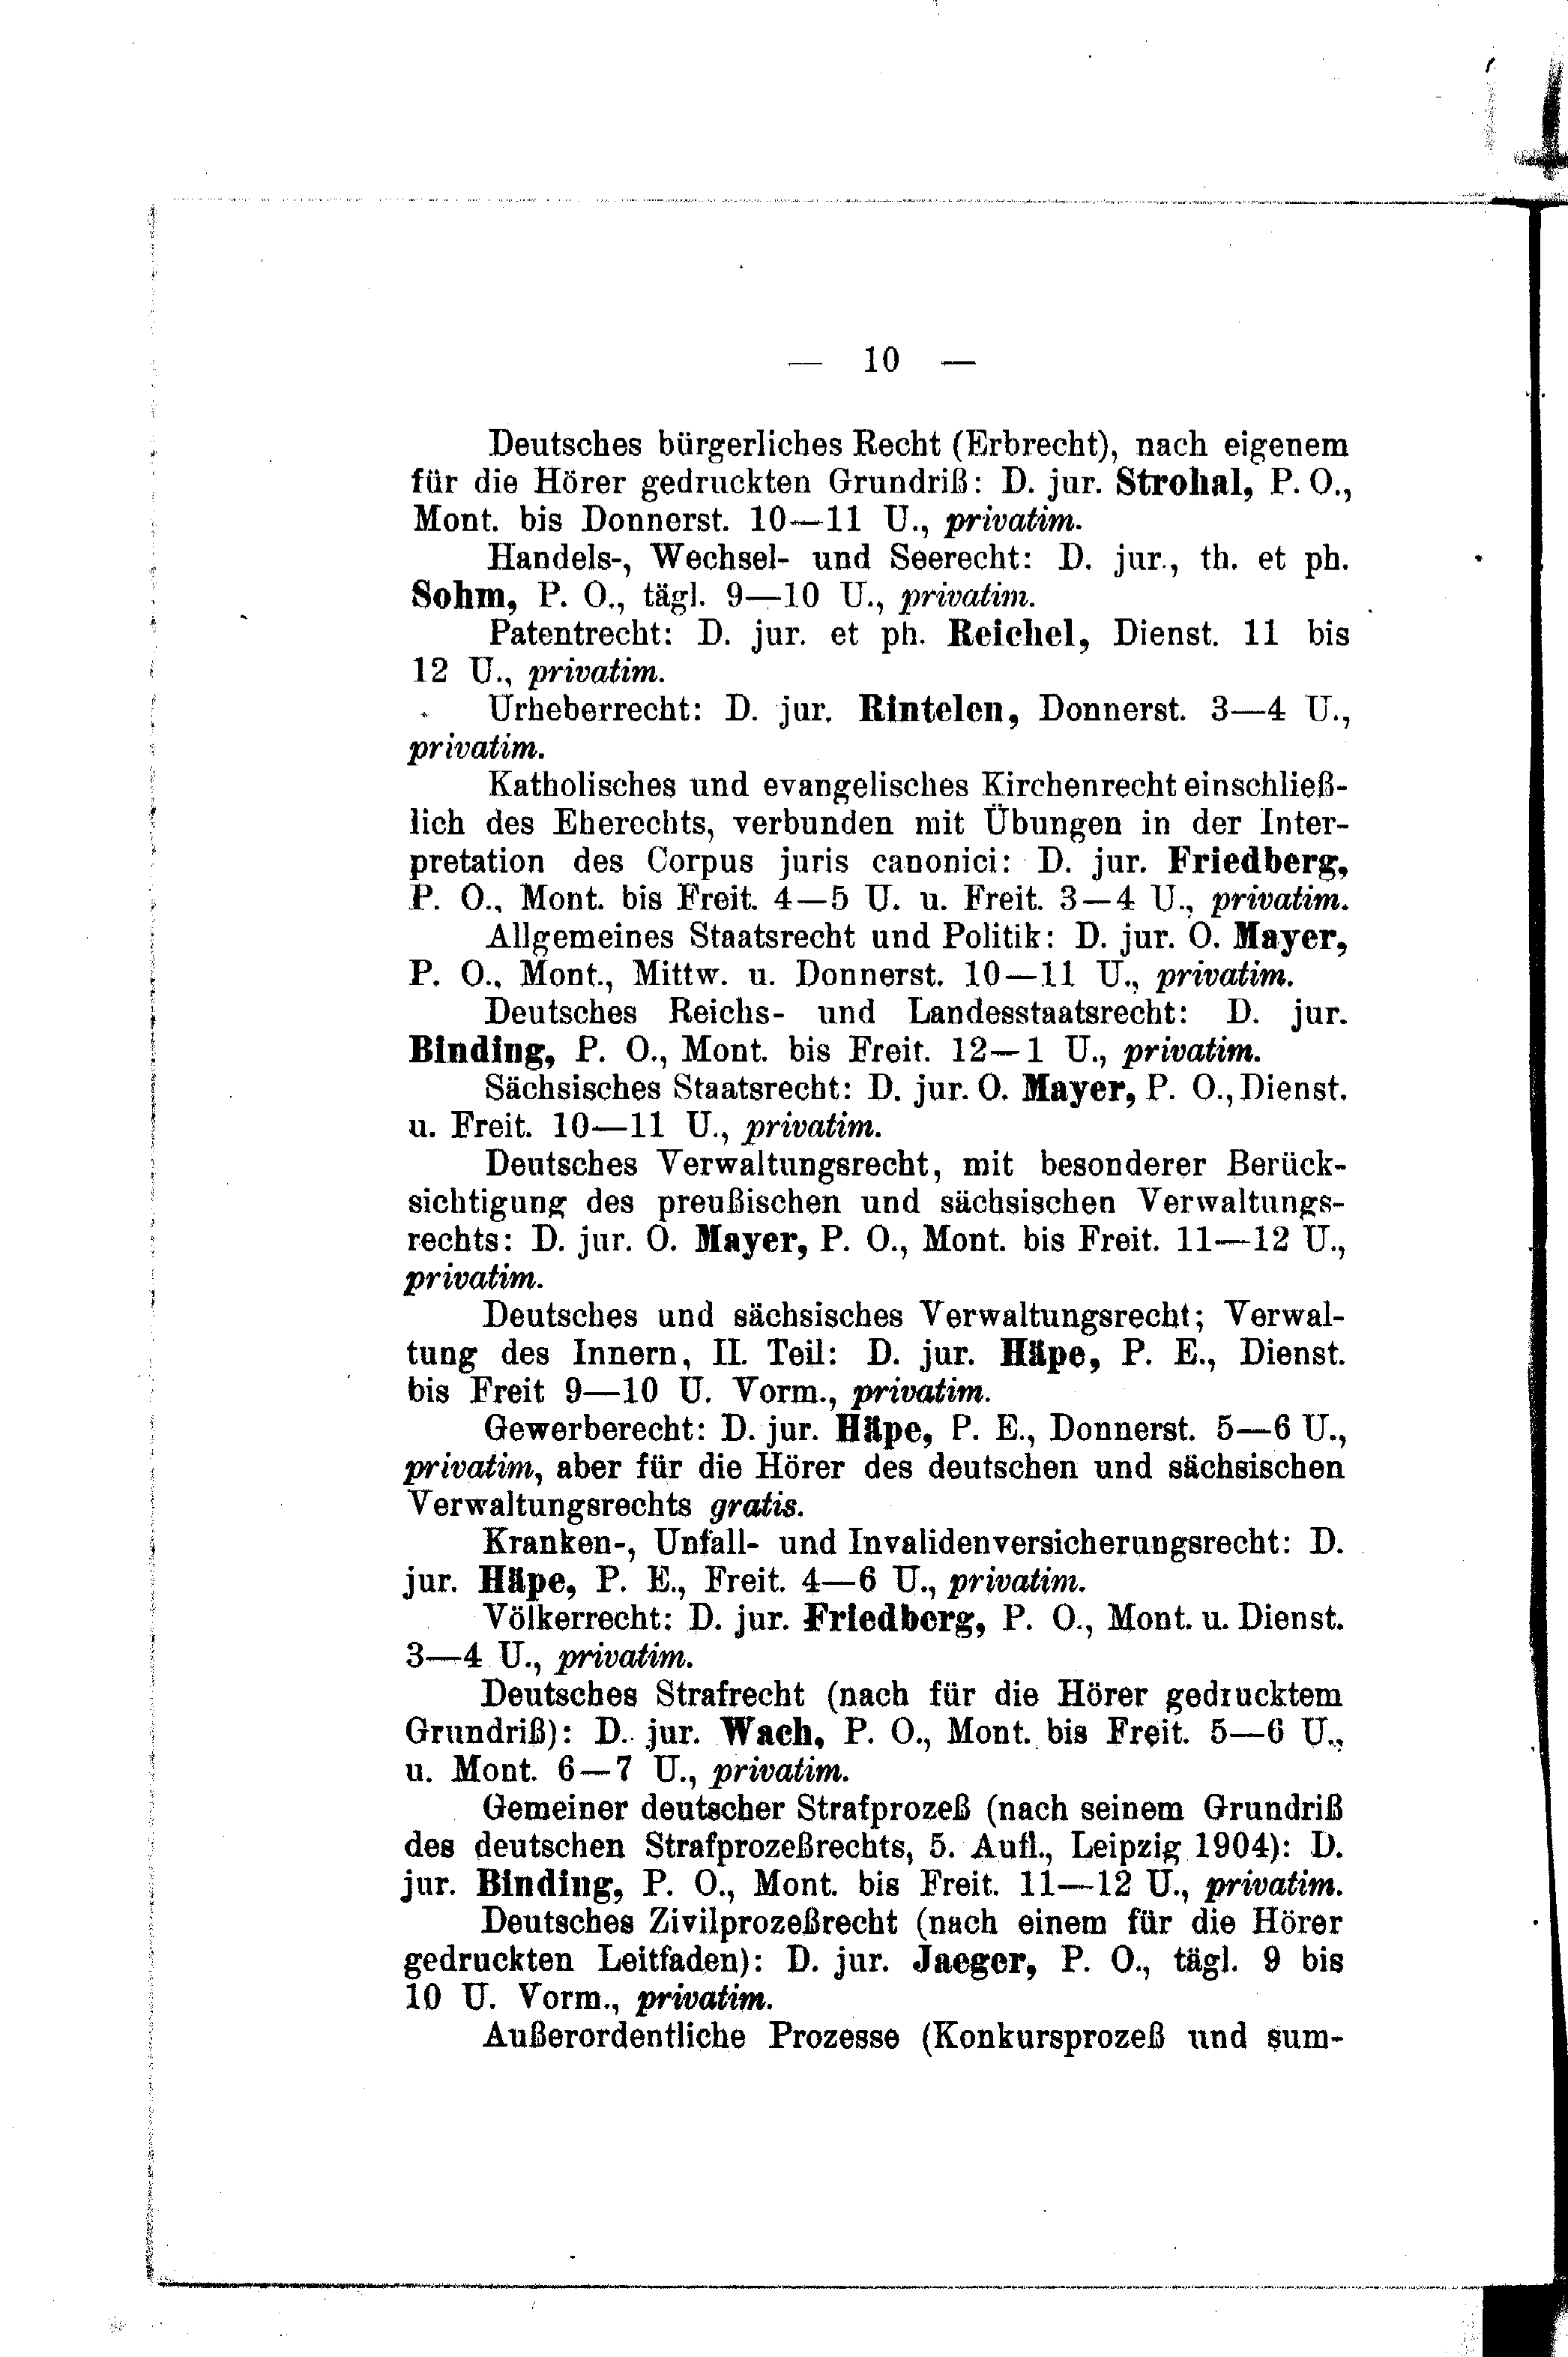 — 10 —
Deutsches bürgerliches Recht (Erbrecht), nach eigenem
für die Hörer gedruckten Grundriß: D. jur. Strohal, P. O.,
Mont. bis Donnerst. 10—11 U., privatim.
Handels-, Wechsel- und Seerecht: D. jur., th. et ph.
Sohm, P. O., tägl. 9—10 U., privatim.
Patentrecht: D. jur. et ph. Reichel, Dienst. 11 bis
12 U., privatim.
Urheberrecht: D. jur. Rintelen, Donnerst. 3—4 U.,
privatim.
Katholisches und evangelisches Kirchenrecht einschließ-
lich des Eherechts, verbunden mit Übungen in der Inter-
pretation des Corpus juris canonici: D. jur. Friedberg,
P. O., Mont. bis Freit. 4—5 U. u. Freit. 3—4 U., privatim.
Allgemeines Staatsrecht und Politik: D. jur. O. Mayer,
P. O., Mont., Mittw. u. Donnerst. 10—11 U., privatim.
Deutsches Reichs- und Landesstaatsrecht: D. jur.
Binding, P. O., Mont. bis Freit. 12—1 U., privatim.
Sächsisches Staatsrecht: D. jur. O. Mayer, P. O., Dienst.
u. Freit. 10—11 U., privatim.
Deutsches Verwaltungsrecht, mit besonderer Berück-
sichtigung des preußischen und sächsischen Verwaltungs-
rechts: D. jur. O. Mayer, P. O., Mont. bis Freit. 11—12 U.,
privatim.
Deutsches und sächsisches Verwaltungsrecht; Verwal-
tung des Innern, II. Teil: D. jur. Häpe, P. E., Dienst.
bis Freit 9—10 U. Vorm., privatim.
Gewerberecht: D. jur. Häpe, P. E., Donnerst. 5—6 U.,
privatim, aber für die Hörer des deutschen und sächsischen
Verwaltungsrechts gratis.
Kranken-, Unfall- und Invalidenversicherungsrecht: D.
jur. Häpe, P. E., Freit. 4—6 U., privatim.
Völkerrecht: D. jur. Friedberg, P. O., Mont. u. Dienst.
3—4 U., privatim.
Deutsches Strafrecht (nach für die Hörer gedrucktem
Grundriß): D. jur. Wach, P. O., Mont. bis Freit. 5—6 U.,
u. Mont. 6—7 U., privatim.
Gemeiner deutscher Strafprozeß (nach seinem Grundriß
des deutschen Strafprozeßrechts, 5. Aufl., Leipzig 1904): D.
jur. Binding, P. O., Mont. bis Freit. 11—12 U., privatim.
Deutsches Zivilprozeßrecht (nach einem für die Hörer
gedruckten Leitfaden): D. jur. Jaeger, P. O., tägl. 9 bis
10 U. Vorm., privatim.
Außerordentliche Prozesse (Konkursprozeß und sum-